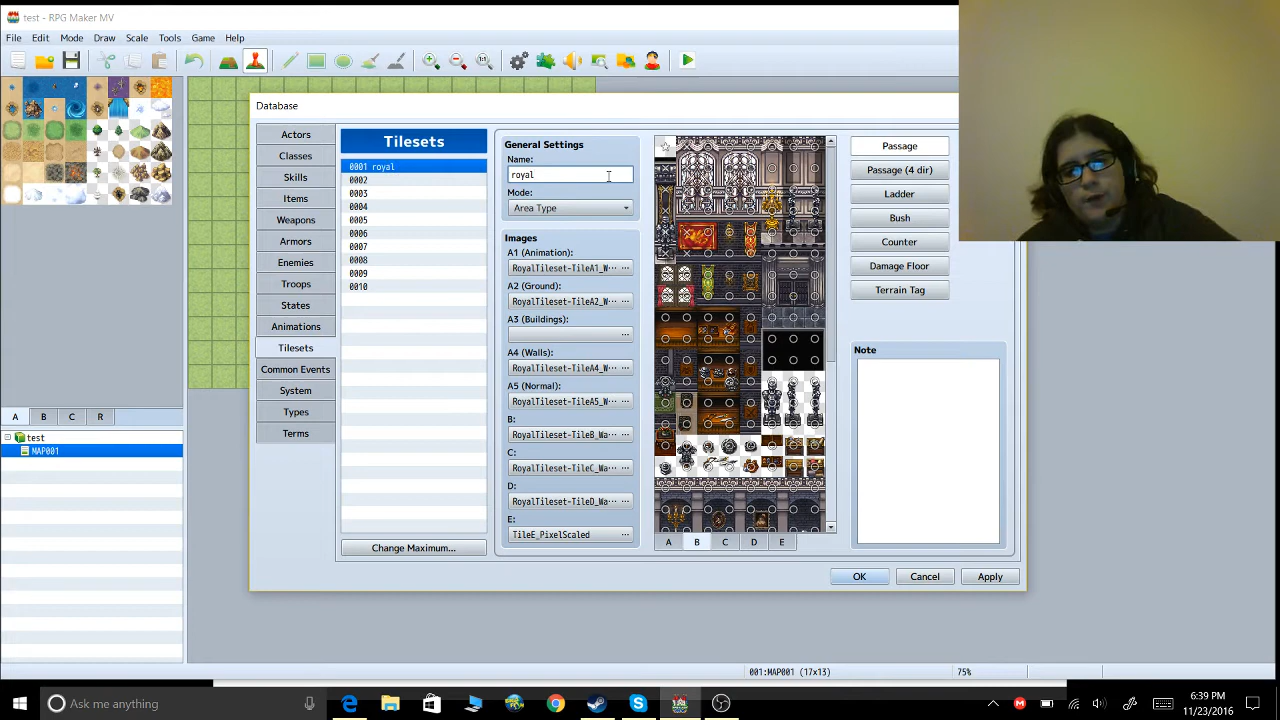 test - RPG Maker MV
File Edit Mode Draw Scale Tools Game Help
1:1
Database
Actors
Classes
Skills
Items
Weapons
Armors
Enemies
Troops
States
Animations
Tilesets
Common Events
System
Types
Terms
Tilesets
0001 royal
0002
0003
0004
0005
0006
0007
0008
0009
0010
Change Maximum...
General Settings
Name:
royal
Mode:
Area Type
Images
A1 (Animation):
RoyalTileset-TileA1_W… ...
A2 (Ground):
RoyalTileset-TileA2_W… ...
A3 (Buildings):
...
A4 (Walls):
RoyalTileset-TileA4_W… ...
A5 (Normal):
RoyalTileset-TileA5_W… ...
B:
RoyalTileset-TileB_Wa… ...
C:
RoyalTileset-TileC_Wa… ...
D:
RoyalTileset-TileD_Wa… ...
E:
TileE_PixelScaled ...
A B C D E
Passage
Passage (4 dir)
Ladder
Bush
Counter
Damage Floor
Terrain Tag
Note
OK Cancel Apply
A B C R
test
MAP001
001:MAP001 (17x13) 75%
Ask me anything
6:39 PM
11/23/2016